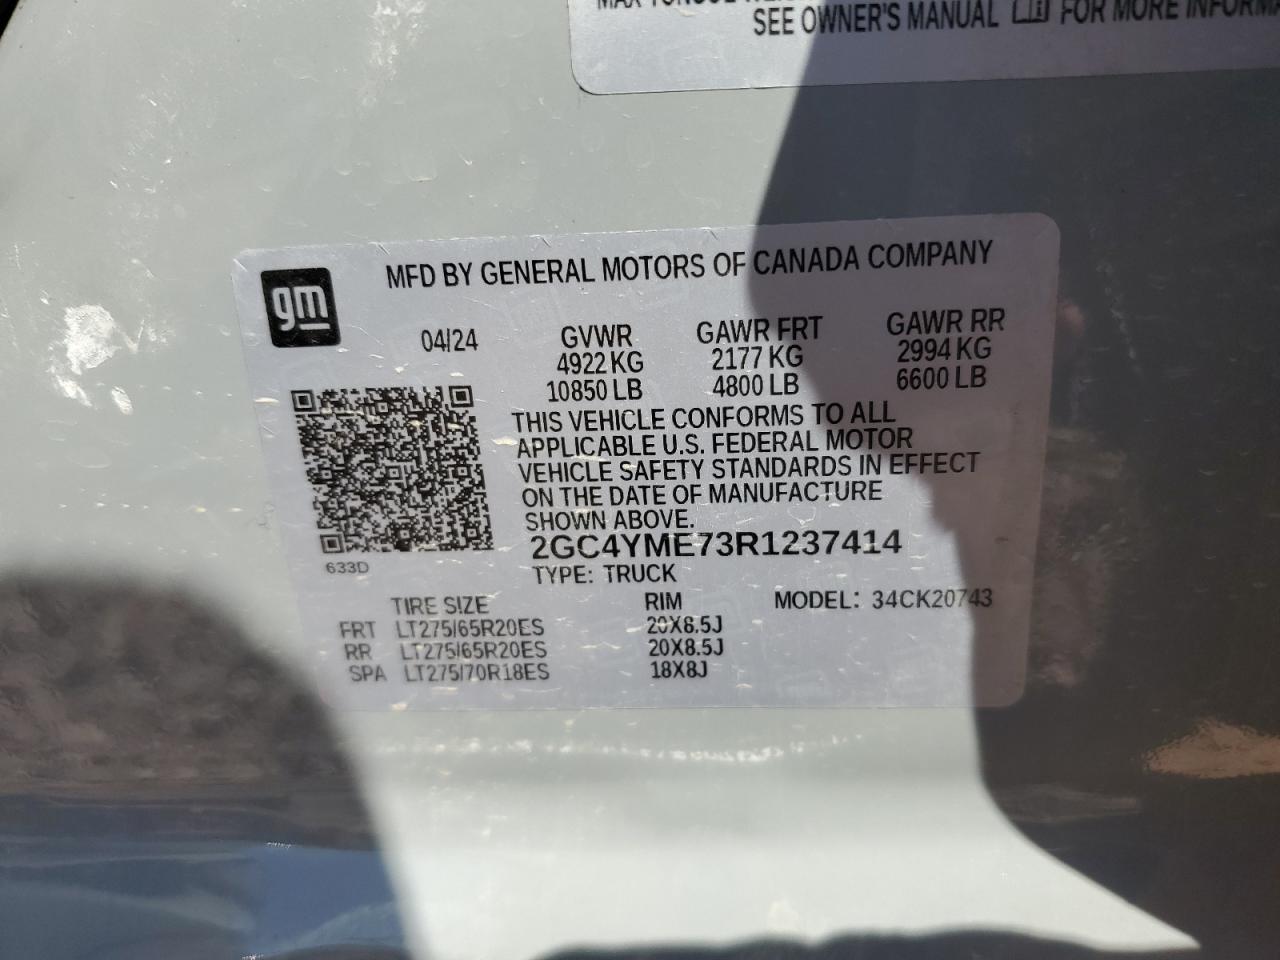 SEE OWNER'S MANUAL FOR MORE
gm
MFD BY GENERAL MOTORS OF CANADA COMPANY
04/24 GVWR GAWR FRT GAWR RR
4922 KG 2177 KG 2994 KG
10850 LB 4800 LB 6600 LB
THIS VEHICLE CONFORMS TO ALL
APPLICABLE U.S. FEDERAL MOTOR
VEHICLE SAFETY STANDARDS IN EFFECT
ON THE DATE OF MANUFACTURE
SHOWN ABOVE.
2GC4YME73R1237414
633D
TYPE: TRUCK
TIRE SIZE RIM MODEL: 34CK20743
FRT LT275/65R20ES 20X8.5J
RR LT275/65R20ES 20X8.5J
SPA LT275/70R18ES 18X8J